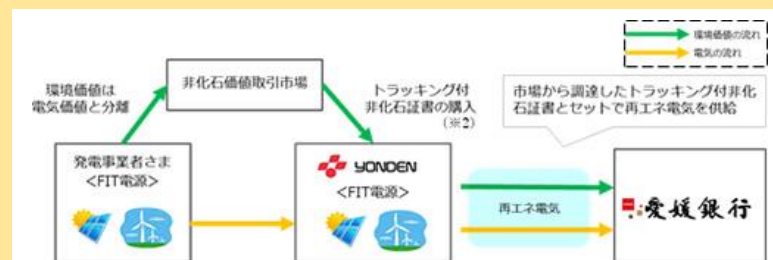 環境価値の流れ
電気の流れ
環境価値は
電気価値と分離
非化石価値取引市場
トラッキング付
非化石証書の購入
(※2)
市場から調達したトラッキング付非化
石証書とセットで再エネ電気を供給
発電事業者さま
<FIT電源>
YONDEN
<FIT電源>
再エネ電気
愛媛銀行